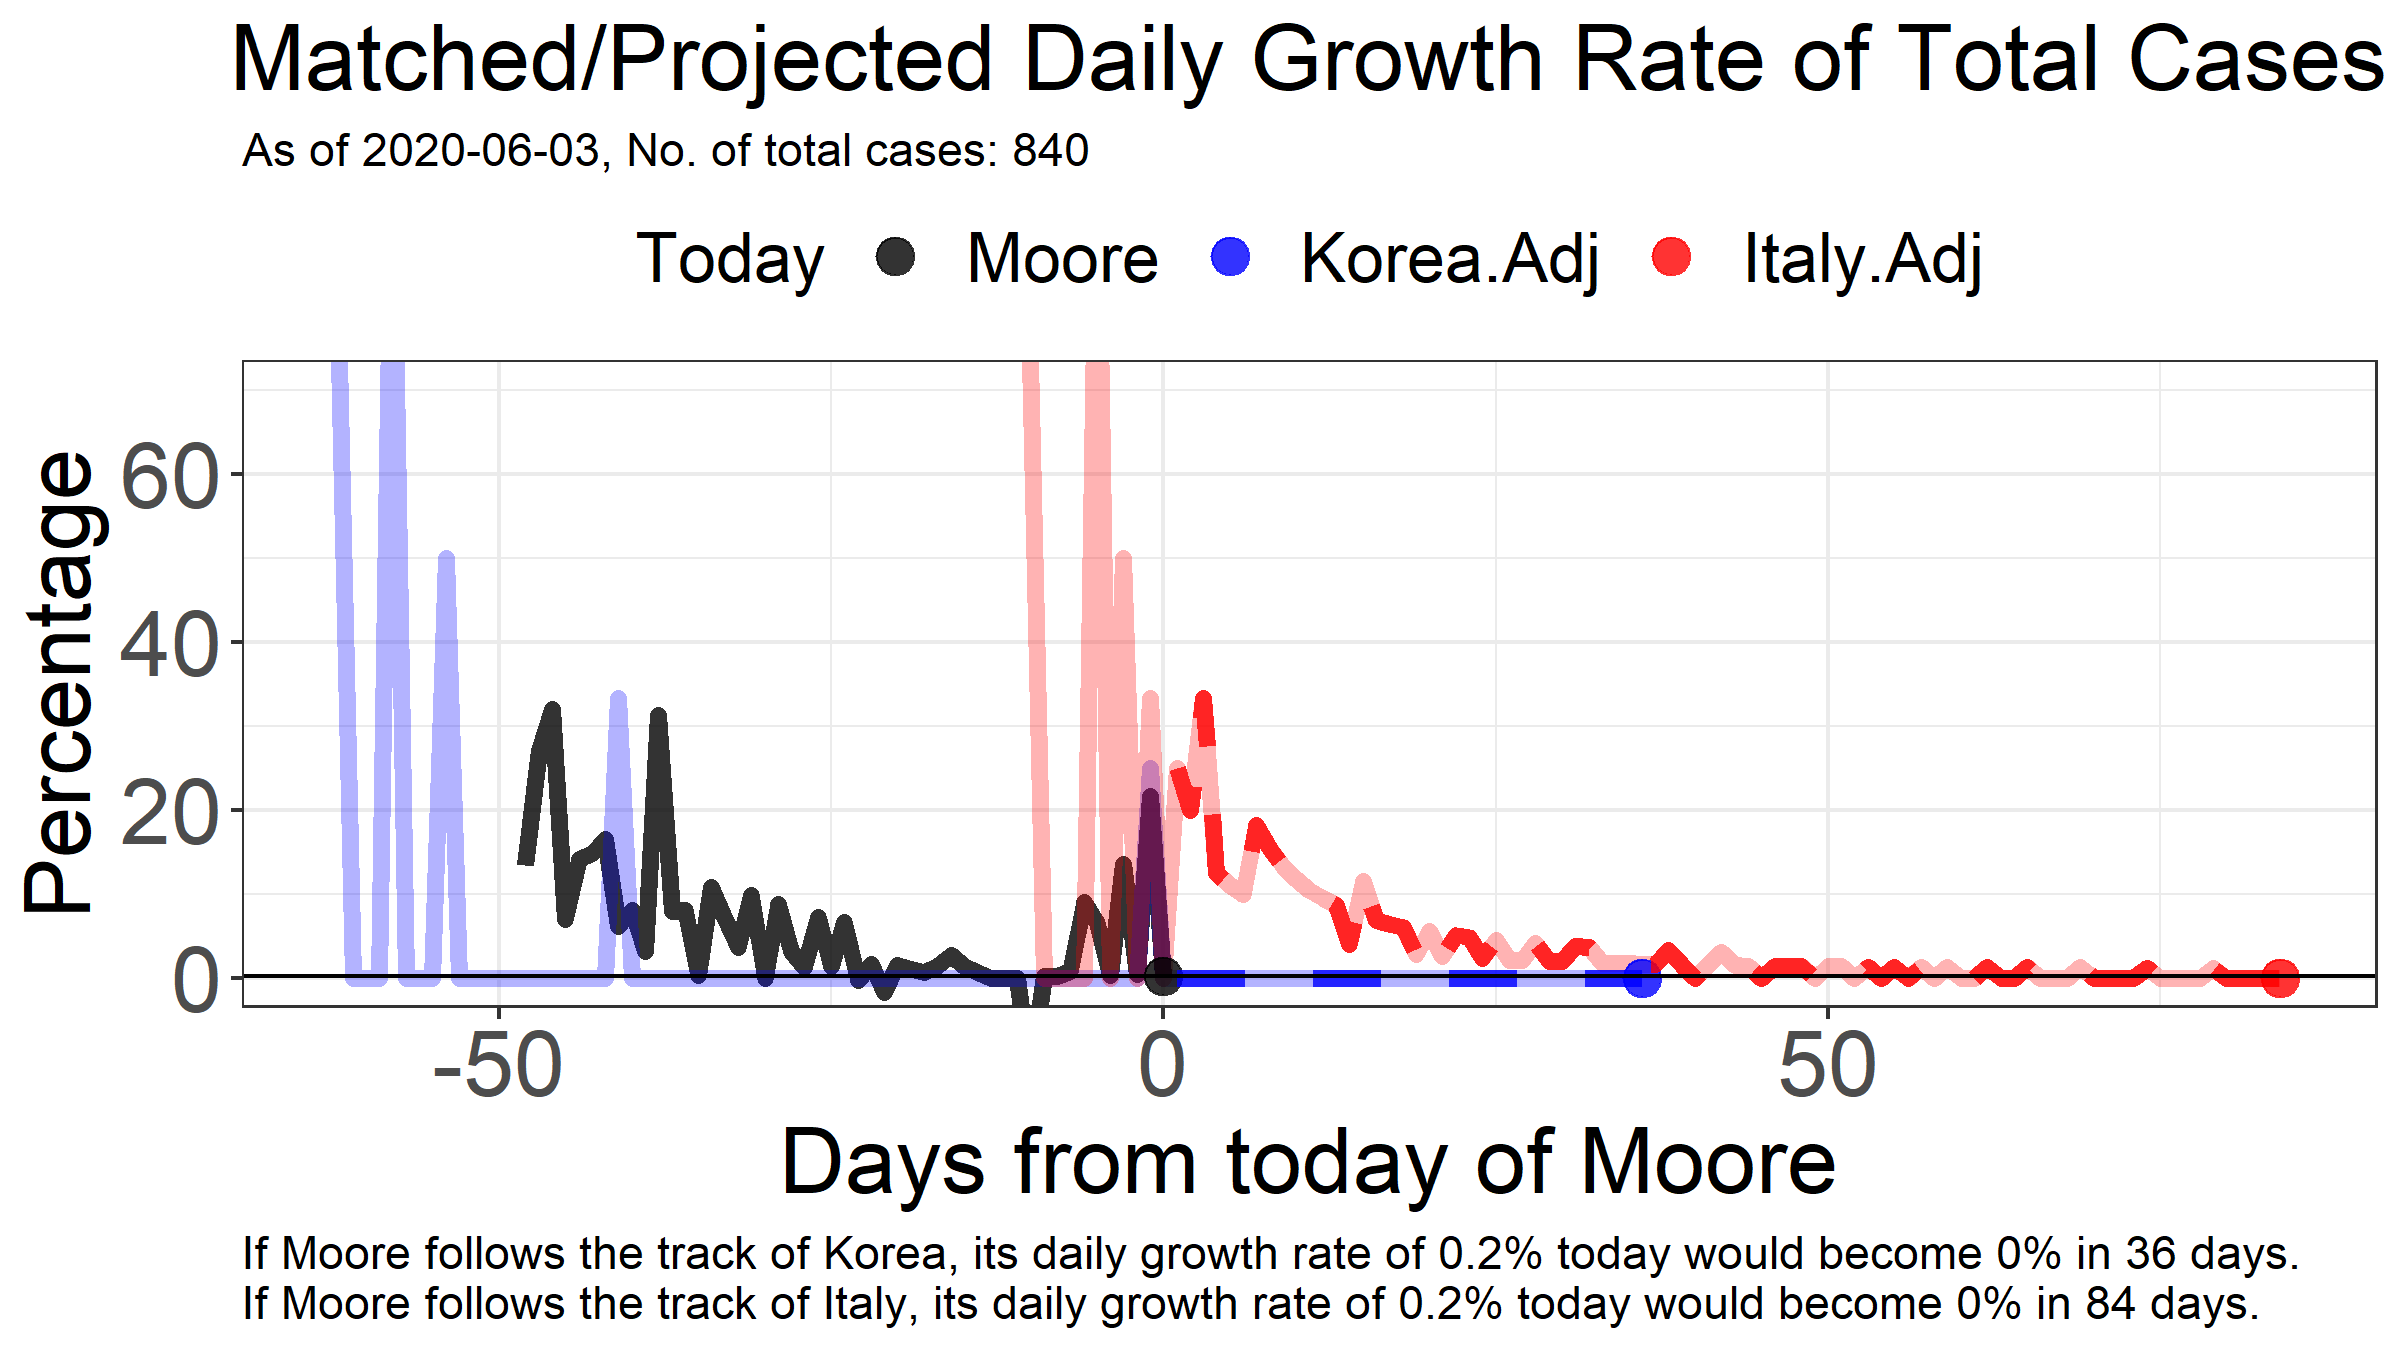 Matched/Projected Daily Growth Rate of Total Cases
As of 2020-06-03, No. of total cases: 840
Today Moore Korea.Adj Italy.Adj
Percentage
60
40
20
0
-50 0 50
Days from today of Moore
If Moore follows the track of Korea, its daily growth rate of 0.2% today would become 0% in 36 days.
If Moore follows the track of Italy, its daily growth rate of 0.2% today would become 0% in 84 days.